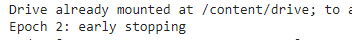 Drive already mounted at /content/drive; to a
Epoch 2: early stopping